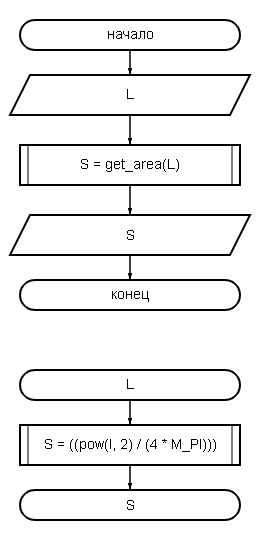 начало
L
S = get_area(L)
S
конец
L
S = ((pow(l, 2) / (4 * M_PI)))
S